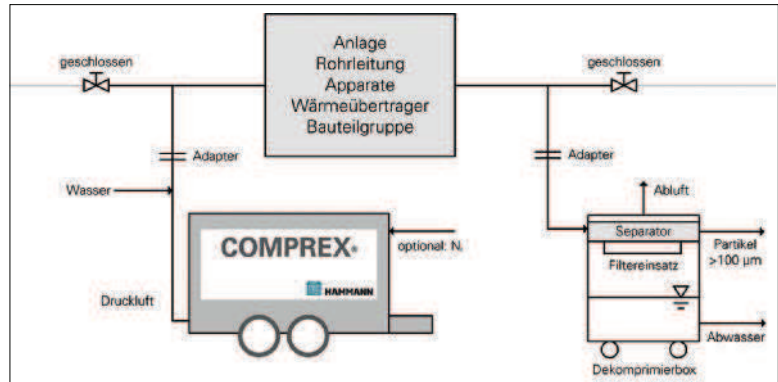 geschlossen
Anlage
Rohrleitung
Apparate
Wärmeübertrager
Bauteilgruppe
geschlossen
Adapter
Adapter
Wasser
Abluft
COMPREX®
optional: N.
Separator
Partikel
>100 µm
Filtereinsatz
HAMMANN
Druckluft
Abwasser
Dekomprimierbox